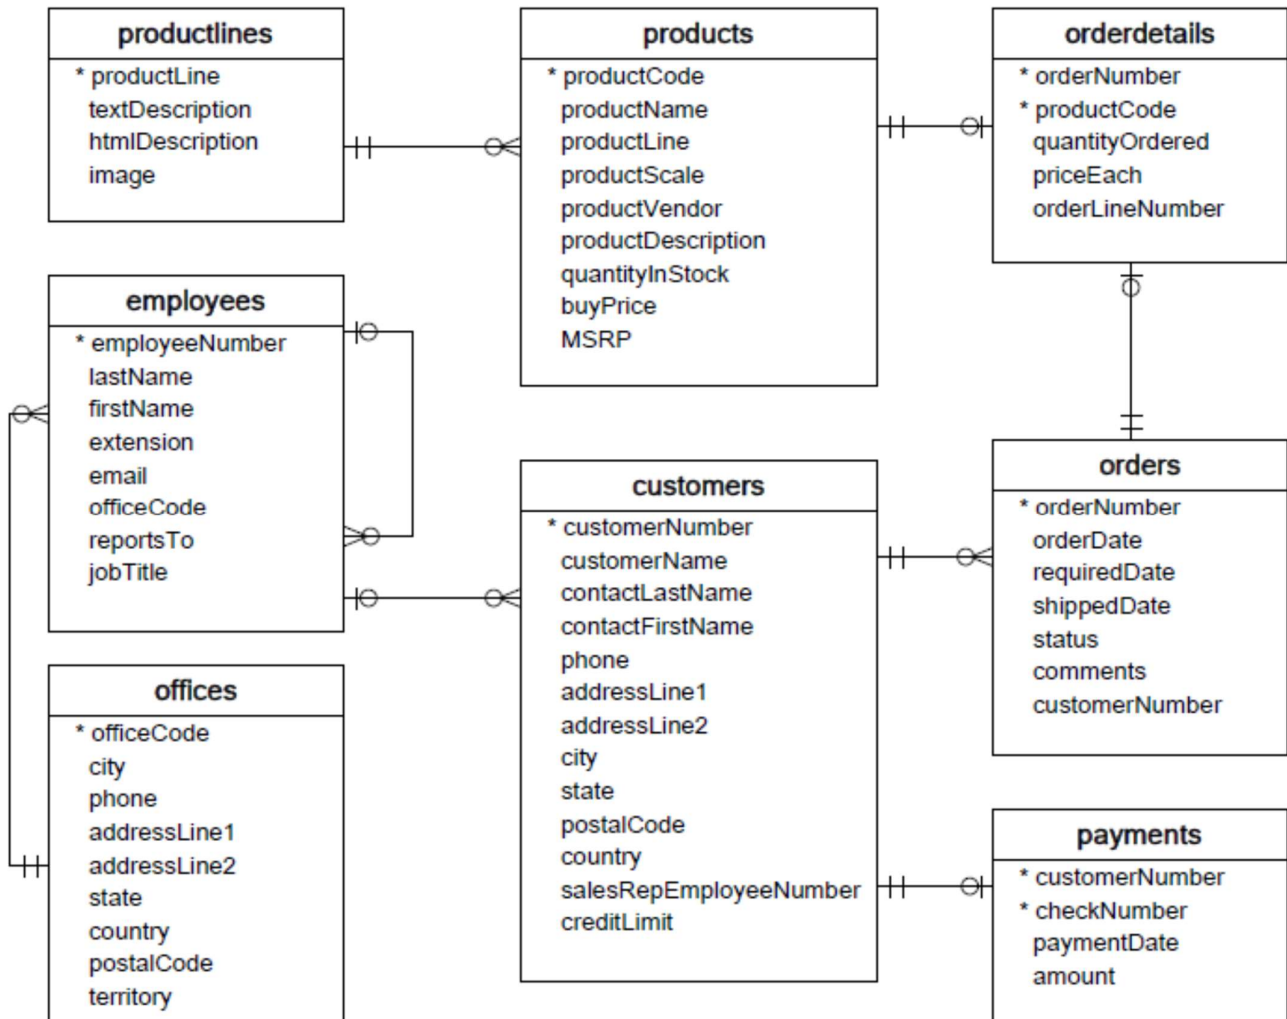 productlines
* productLine
textDescription
htmlDescription
image
products
* productCode
productName
productLine
productScale
productVendor
productDescription
quantityInStock
buyPrice
MSRP
orderdetails
* orderNumber
* productCode
quantityOrdered
priceEach
orderLineNumber
employees
* employeeNumber
lastName
firstName
extension
email
officeCode
reportsTo
jobTitle
customers
* customerNumber
customerName
contactLastName
contactFirstName
phone
addressLine1
addressLine2
city
state
postalCode
country
salesRepEmployeeNumber
creditLimit
orders
* orderNumber
orderDate
requiredDate
shippedDate
status
comments
customerNumber
offices
* officeCode
city
phone
addressLine1
addressLine2
state
country
postalCode
territory
payments
* customerNumber
* checkNumber
paymentDate
amount